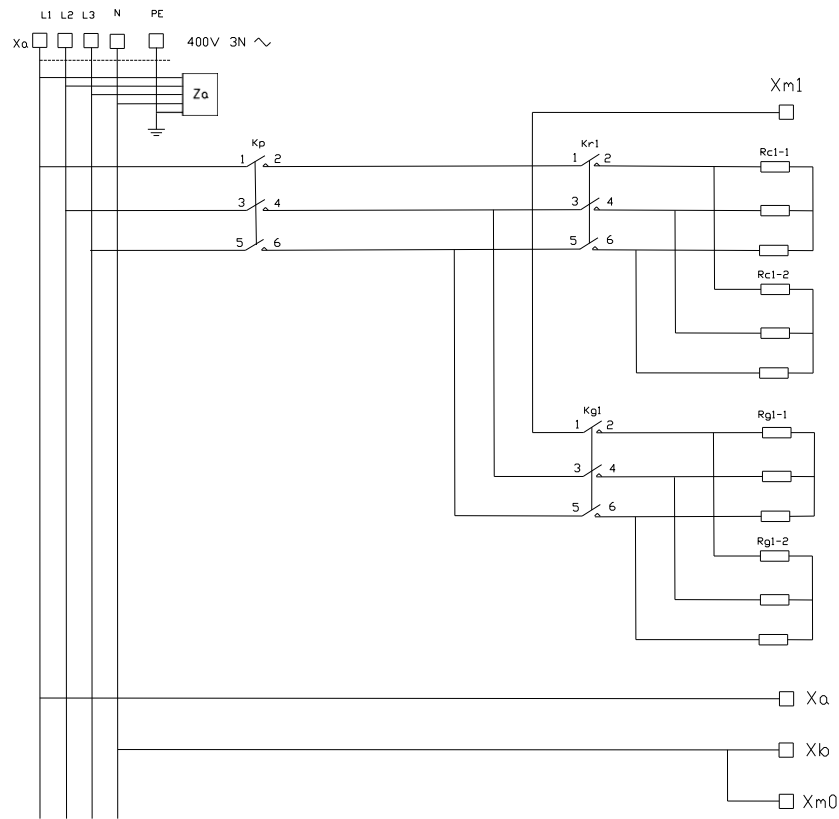 L1 L2 L3 N PE
Xa 400V 3N ~
Za
Xm1
Kp Kr1 Rc1-1
1 2 1 2
3 4 3 4
5 6 5 6
Rc1-2
Kg1 Rg1-1
1 2
3 4
5 6
Rg1-2
Xa
Xb
Xm0